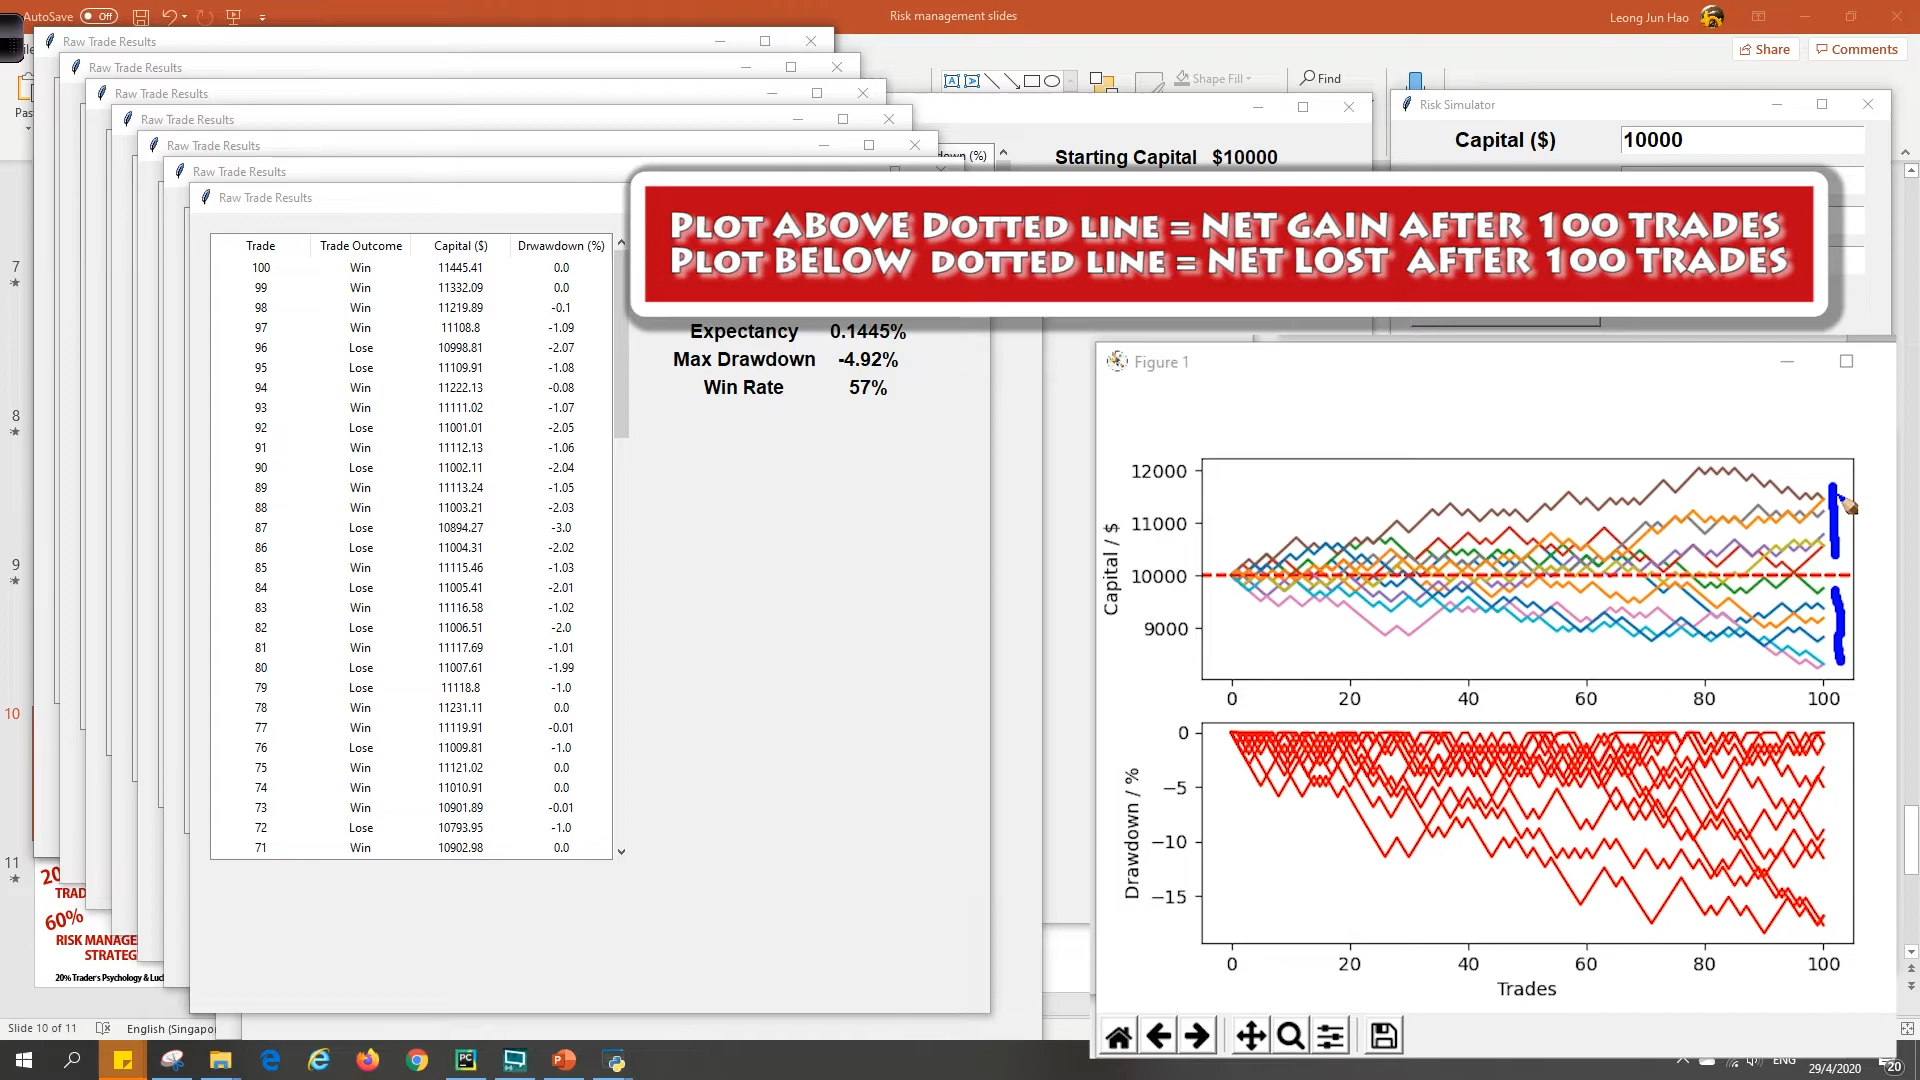 AutoSave Off
Risk management slides
Leong Jun Hao
Share
Comments
Shape Fill
Find
Raw Trade Results
Raw Trade Results
Raw Trade Results
Raw Trade Results
Raw Trade Results
Raw Trade Results
Raw Trade Results
Risk Simulator
Capital ($) 10000
Starting Capital $10000
PLOT ABOVE DOTTED LINE = NET GAIN AFTER 100 TRADES
PLOT BELOW DOTTED LINE = NET LOST AFTER 100 TRADES
Expectancy 0.1445%
Max Drawdown -4.92%
Win Rate 57%
Trade Trade Outcome Capital ($) Drwawdown (%)
100 Win 11445.41 0.0
99 Win 11332.09 0.0
98 Win 11219.89 -0.1
97 Win 11108.8 -1.09
96 Lose 10998.81 -2.07
95 Lose 11109.91 -1.08
94 Win 11222.13 -0.08
93 Win 11111.02 -1.07
92 Lose 11001.01 -2.05
91 Win 11112.13 -1.06
90 Lose 11002.11 -2.04
89 Win 11113.24 -1.05
88 Win 11003.21 -2.03
87 Lose 10894.27 -3.0
86 Lose 11004.31 -2.02
85 Win 11115.46 -1.03
84 Lose 11005.41 -2.01
83 Win 11116.58 -1.02
82 Lose 11006.51 -2.0
81 Win 11117.69 -1.01
80 Lose 11007.61 -1.99
79 Lose 11118.8 -1.0
78 Win 11231.11 0.0
77 Win 11119.91 -0.01
76 Lose 11009.81 -1.0
75 Win 11121.02 0.0
74 Win 11010.91 0.0
73 Win 10901.89 -0.01
72 Lose 10793.95 -1.0
71 Win 10902.98 0.0
Figure 1
Capital / $
12000
11000
10000
9000
0 20 40 60 80 100
Drawdown / %
0
−5
−10
−15
0 20 40 60 80 100
Trades
7
8
9
10
11
TRAD
60%
RISK MANAGE
STRATEG
20% Trader's Psychology & Luck
Slide 10 of 11
English (Singapo
ENG
29/4/2020
20